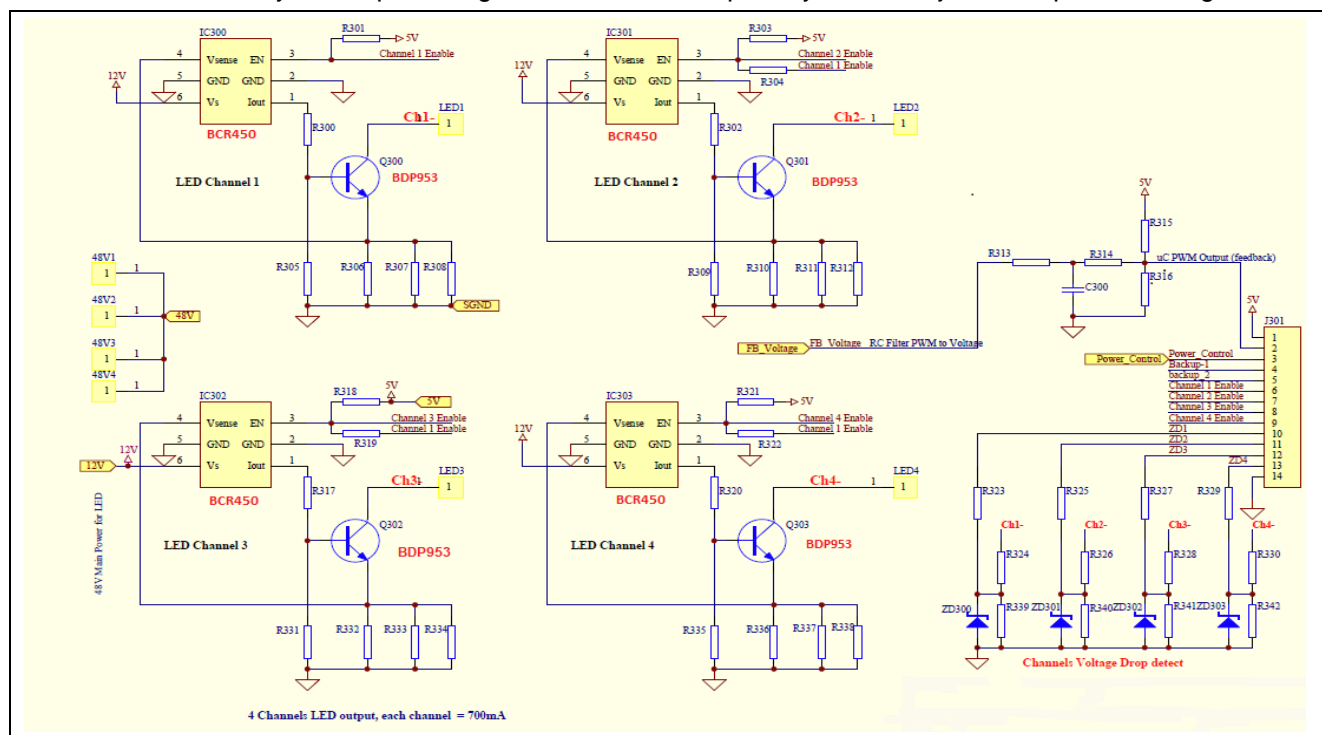 IC300
4 Vsense EN 3
5 GND GND 2
6 Vs Iout 1
BCR450
12V
R301
5V
Channel 1 Enable
R300
Ch1- 1
LED1
1
Q300
BDP953
LED Channel 1
R305
R306
R307
R308
SGND
IC301
4 Vsense EN 3
5 GND GND 2
6 Vs Iout 1
BCR450
12V
R303
5V
Channel 2 Enable
Channel 1 Enable
R304
R302
Ch2- 1
LED2
1
Q301
BDP953
LED Channel 2
R309
R310
R311
R312
48V1
1 1
48V2
1 1
48V
48V3
1 1
48V4
1 1
5V
R315
R313
R314
uC PWM Output (feedback)
R316
C300
FB_Voltage
FB_Voltage
RC Filter PWM to Voltage
5V
J301
1
2
3
4
5
6
7
8
9
10
11
12
13
14
Power_Control
Power_Control
Backup-1
backup_2
Channel 1 Enable
Channel 2 Enable
Channel 3 Enable
Channel 4 Enable
ZD1
ZD2
ZD3
ZD4
IC302
4 Vsense EN 3
5 GND GND 2
6 Vs Iout 1
BCR450
12V
12V
48V Main Power for LED
R318
5V
5V
Channel 3 Enable
Channel 1 Enable
R319
R317
Ch3- 1
LED3
1
Q302
BDP953
LED Channel 3
R331
R332
R333
R334
IC303
4 Vsense EN 3
5 GND GND 2
6 Vs Iout 1
BCR450
12V
R321
5V
Channel 4 Enable
Channel 1 Enable
R322
R320
Ch4- 1
LED4
1
Q303
BDP953
LED Channel 4
R335
R336
R337
R338
R323
R325
R327
R329
Ch1-
Ch2-
Ch3-
Ch4-
R324
R326
R328
R330
ZD300
R339
ZD301
R340
ZD302
R341
ZD303
R342
Channels Voltage Drop detect
4 Channels LED output, each channel = 700mA